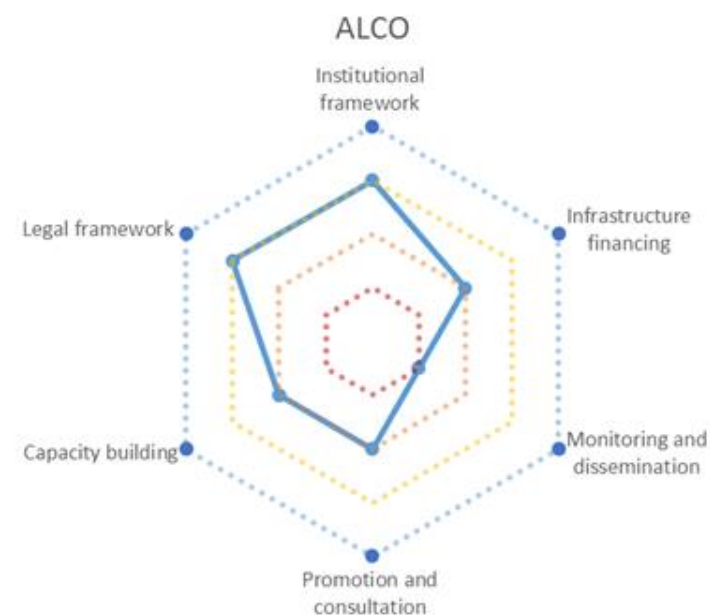 ALCO
Institutional
framework
Legal framework
Infrastructure
financing
Capacity building
Monitoring and
dissemination
Promotion and
consultation